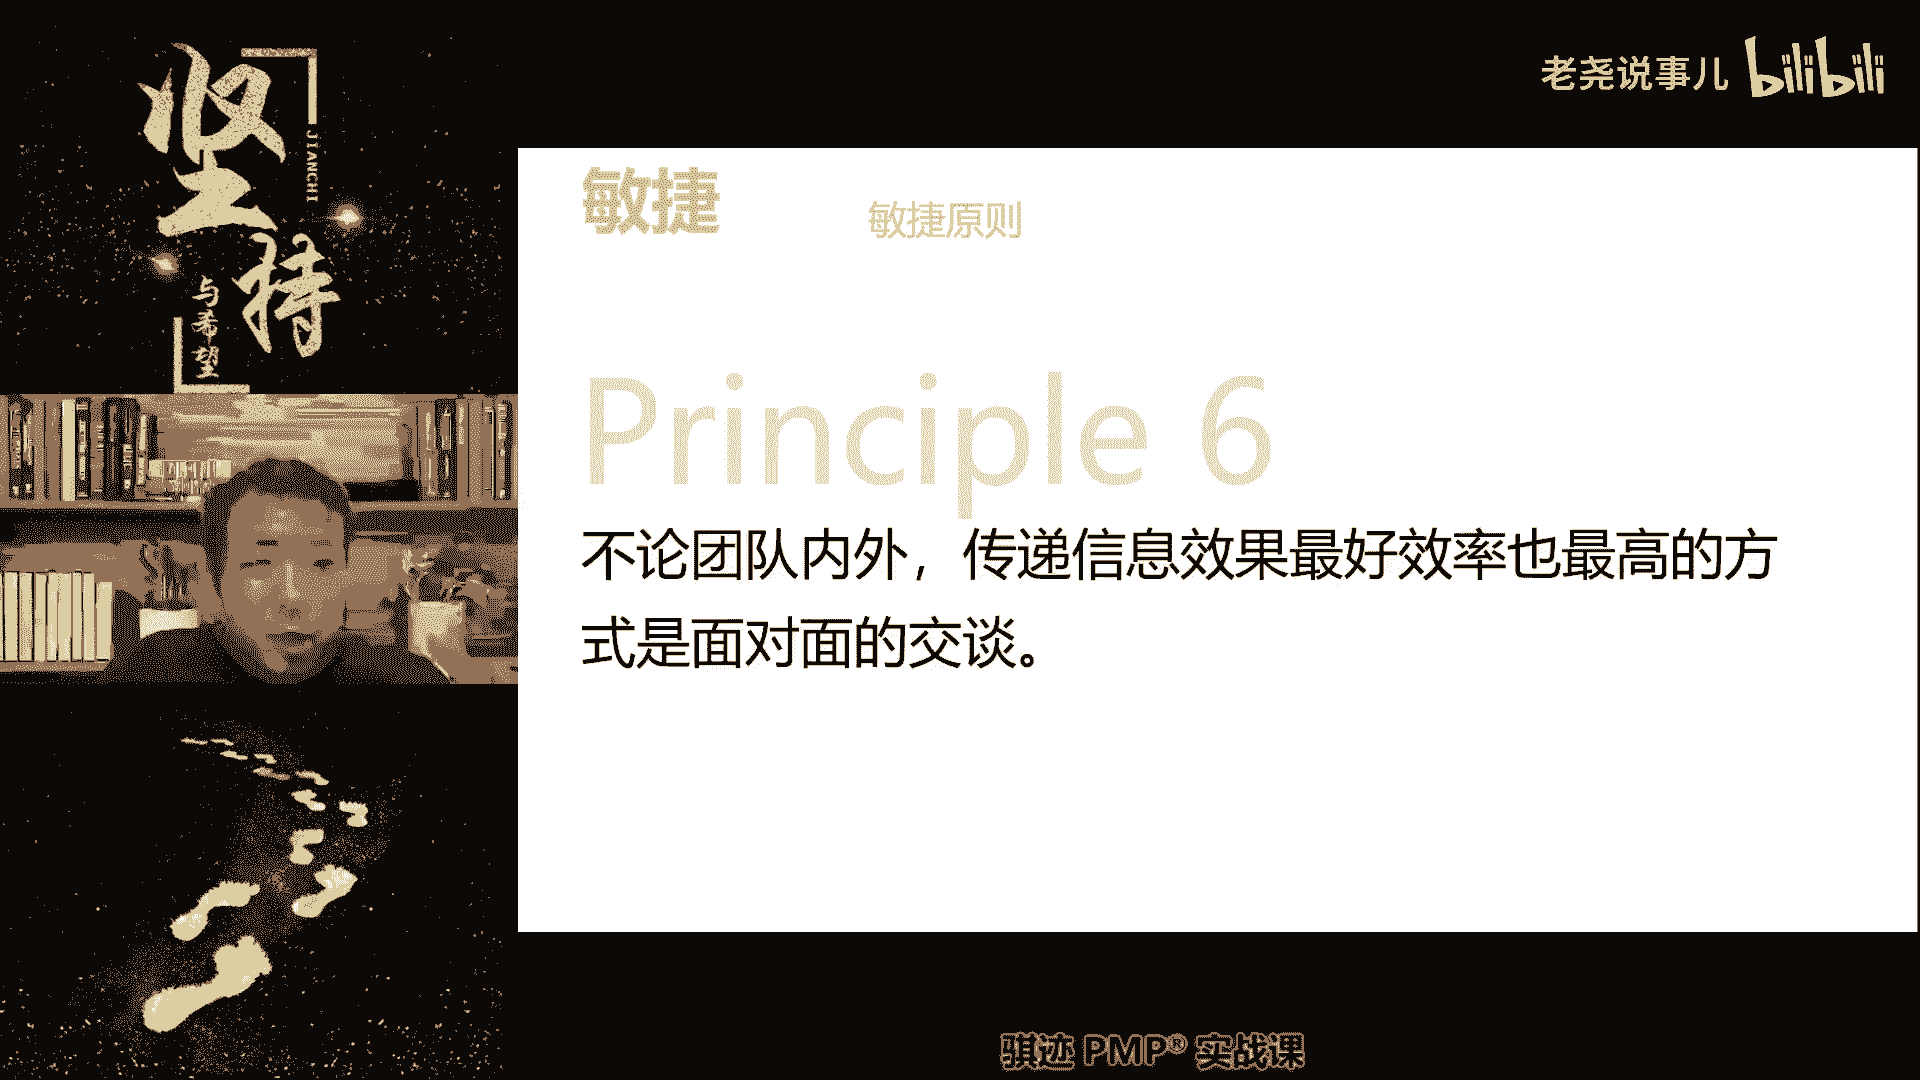 坚持
JIANCHI
与希望
老尧说事儿 bilibili
敏捷
敏捷原则
Principle 6
不论团队内外，传递信息效果最好效率也最高的方
式是面对面的交谈。
骐迹 PMP® 实战课